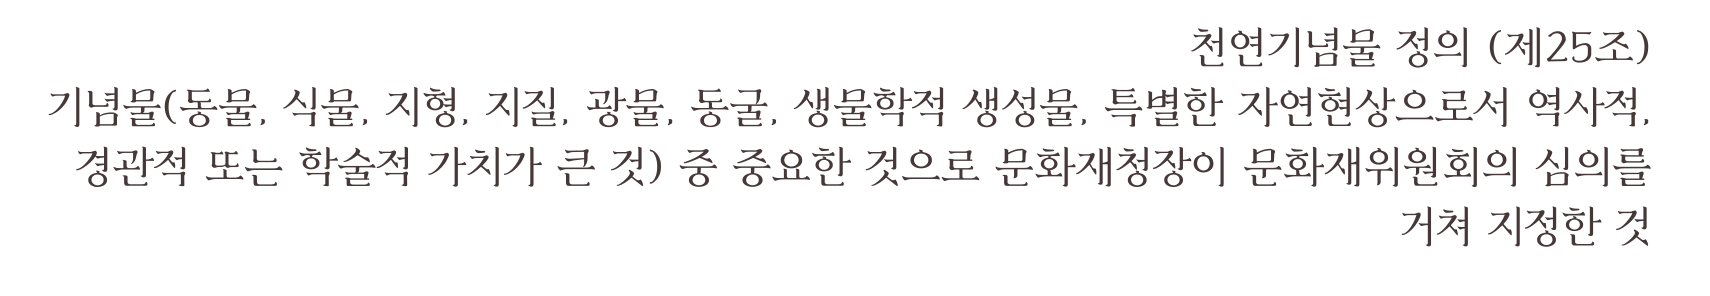 천연기념물 정의 (제25조)
기념물(동물, 식물, 지형, 지질, 광물, 동굴, 생물학적 생성물, 특별한 자연현상으로서 역사적,
경관적 또는 학술적 가치가 큰 것) 중 중요한 것으로 문화재청장이 문화재위원회의 심의를
거쳐 지정한 것